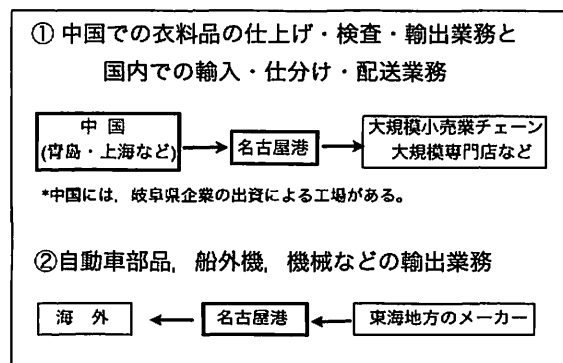 ① 中国での衣料品の仕上げ・検査・輸出業務と
国内での輸入・仕分け・配送業務
中 国
(青島・上海など)
名古屋港
大規模小売業チェーン
大規模専門店など
*中国には，岐阜県企業の出資による工場がある。
②自動車部品，船外機，機械などの輸出業務
海 外
名古屋港
東海地方のメーカー